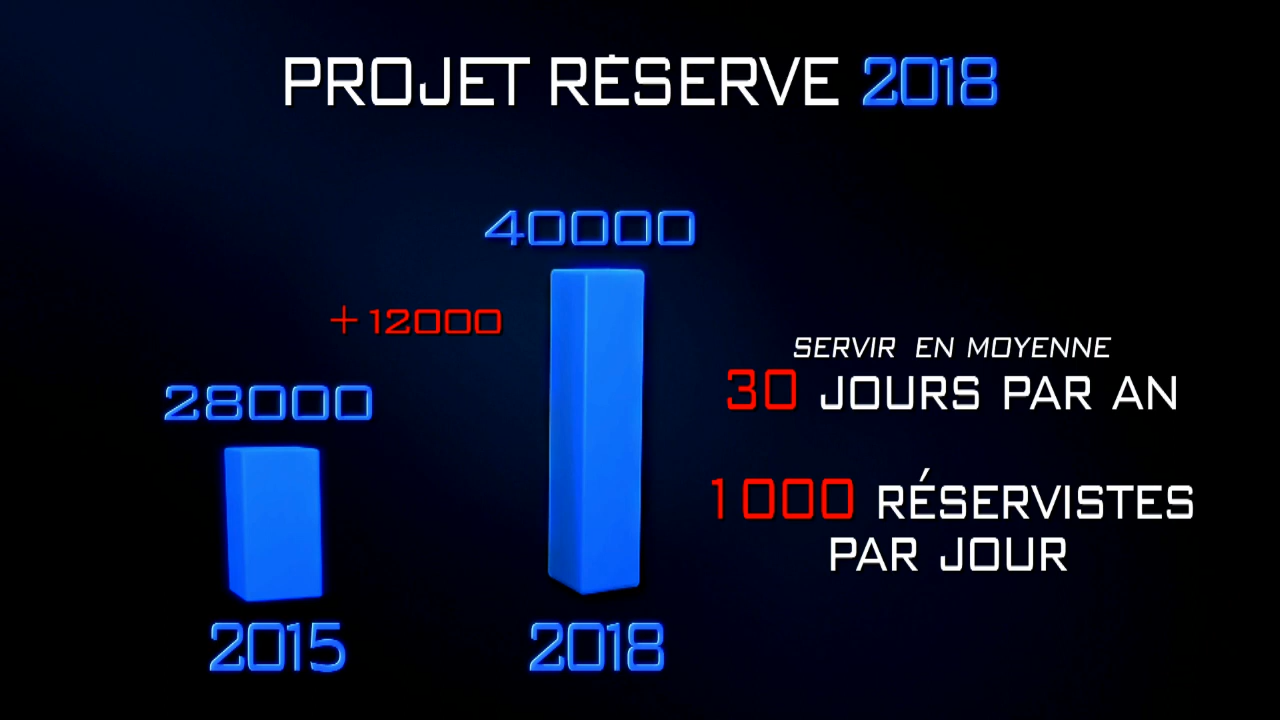 PROJET RÉSERVE 2018
40000
+12000
28000
2015
2018
SERVIR EN MOYENNE
30 JOURS PAR AN
1000 RÉSERVISTES
PAR JOUR